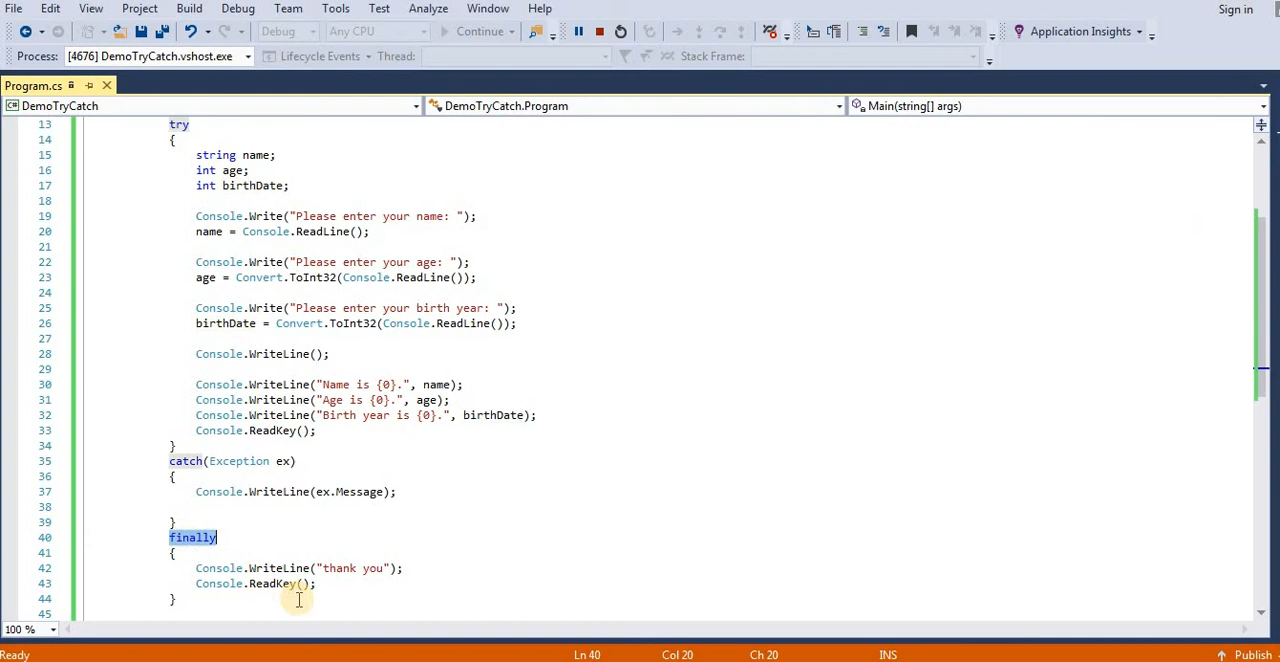 File Edit View Project Build Debug Team Tools Test Analyze Window Help Sign in
Debug Any CPU Continue Application Insights
Process: [4676] DemoTryCatch.vshost.exe Lifecycle Events Thread: Stack Frame:
Program.cs
DemoTryCatch DemoTryCatch.Program Main(string[] args)
13 try
14 {
15 string name;
16 int age;
17 int birthDate;
18
19 Console.Write("Please enter your name: ");
20 name = Console.ReadLine();
21
22 Console.Write("Please enter your age: ");
23 age = Convert.ToInt32(Console.ReadLine());
24
25 Console.Write("Please enter your birth year: ");
26 birthDate = Convert.ToInt32(Console.ReadLine());
27
28 Console.WriteLine();
29
30 Console.WriteLine("Name is {0}.", name);
31 Console.WriteLine("Age is {0}.", age);
32 Console.WriteLine("Birth year is {0}.", birthDate);
33 Console.ReadKey();
34 }
35 catch(Exception ex)
36 {
37 Console.WriteLine(ex.Message);
38
39 }
40 finally
41 {
42 Console.WriteLine("thank you");
43 Console.ReadKey();
44 }
45
100 %
Ready Ln 40 Col 20 Ch 20 INS Publish